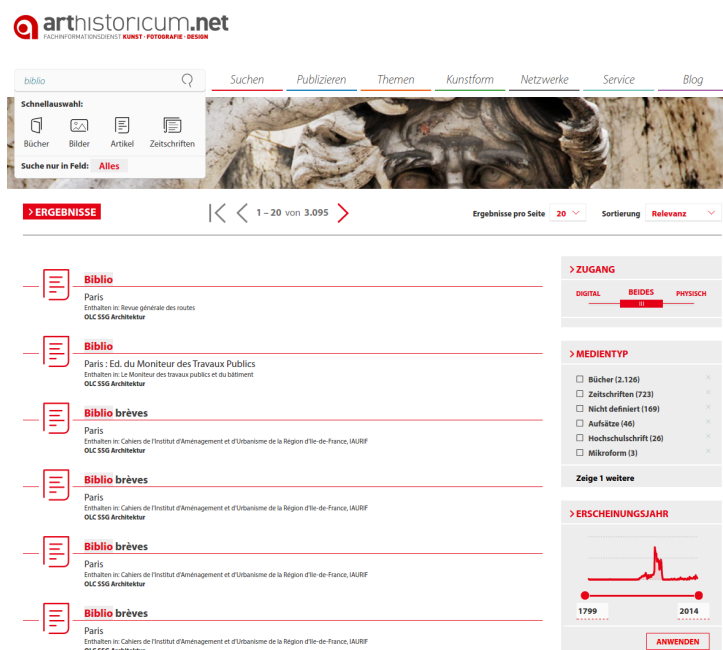 arthistoricum.net
FACHINFORMATIONSDIENST KUNST · FOTOGRAFIE · DESIGN
biblio
Suchen Publizieren Themen Kunstform Netzwerke Service Blog
Schnellauswahl:
Bücher Bilder Artikel Zeitschriften
Suche nur in Feld: Alles
ERGEBNISSE
1 – 20 von 3.095
Ergebnisse pro Seite 20 Sortierung Relevanz
Biblio
Paris
Enthalten in: Revue générale des routes
OLC SSG Architektur
Biblio
Paris : Ed. du Moniteur des Travaux Publics
Enthalten in: Le Moniteur des travaux publics et du bâtiment
OLC SSG Architektur
Biblio brèves
Paris
Enthalten in: Cahiers de l'Institut d'Aménagement et d'Urbanisme de la Région d'Ile-de-France, IAURIF
OLC SSG Architektur
Biblio brèves
Paris
Enthalten in: Cahiers de l'Institut d'Aménagement et d'Urbanisme de la Région d'Ile-de-France, IAURIF
OLC SSG Architektur
Biblio brèves
Paris
Enthalten in: Cahiers de l'Institut d'Aménagement et d'Urbanisme de la Région d'Ile-de-France, IAURIF
OLC SSG Architektur
Biblio brèves
Paris
Enthalten in: Cahiers de l'Institut d'Aménagement et d'Urbanisme de la Région d'Ile-de-France, IAURIF
OLC SSG Architektur
ZUGANG
DIGITAL BEIDES PHYSISCH
MEDIENTYP
Bücher (2.126)
Zeitschriften (723)
Nicht definiert (169)
Aufsätze (46)
Hochschulschrift (26)
Mikroform (3)
Zeige 1 weitere
ERSCHEINUNGSJAHR
1799 2014
ANWENDEN